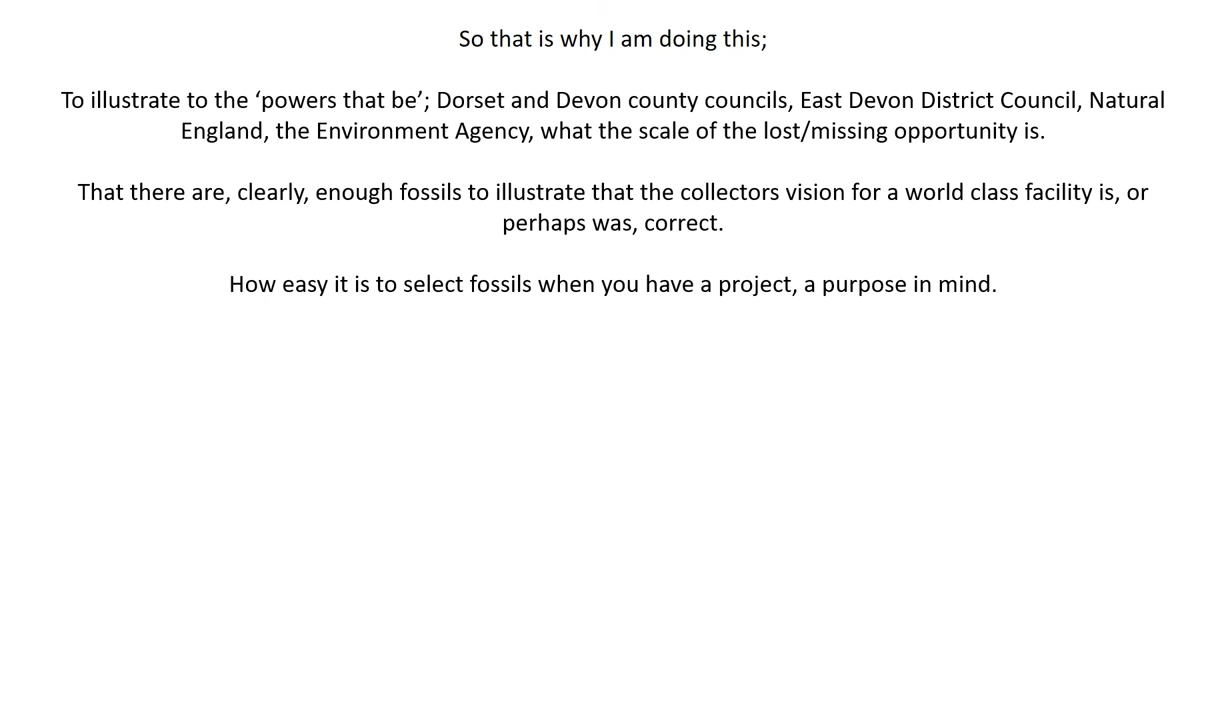 So that is why I am doing this;
To illustrate to the ‘powers that be’; Dorset and Devon county councils, East Devon District Council, Natural
England, the Environment Agency, what the scale of the lost/missing opportunity is.
That there are, clearly, enough fossils to illustrate that the collectors vision for a world class facility is, or
perhaps was, correct.
How easy it is to select fossils when you have a project, a purpose in mind.